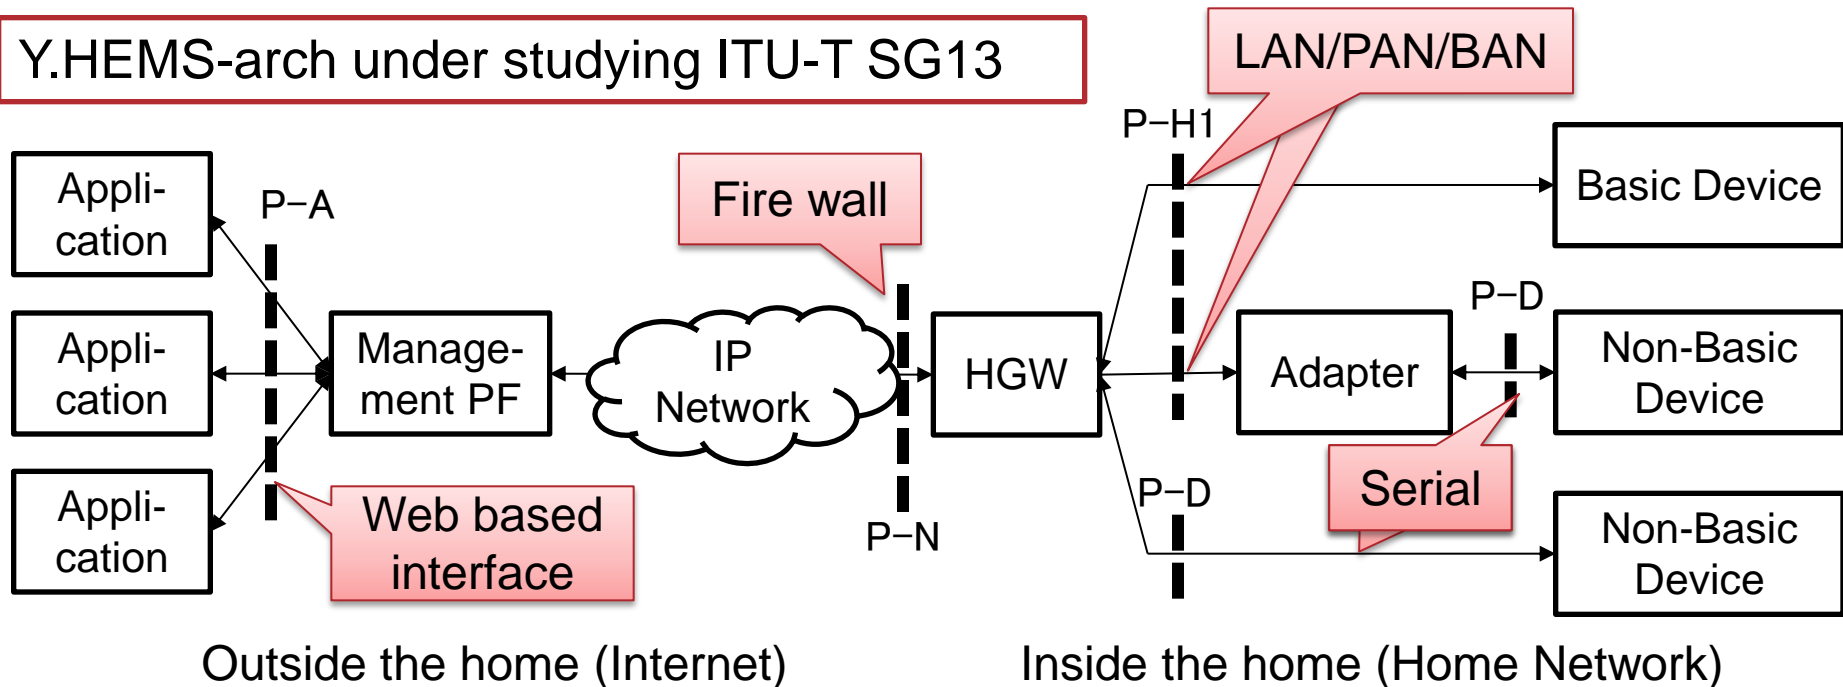 Y.HEMS-arch under studying ITU-T SG13
LAN/PAN/BAN
P-H1
Appli-
cation
P-A
Fire wall
Basic Device
Appli-
cation
Manage-
ment PF
IP
Network
HGW
Adapter
P-D
Non-Basic
Device
Appli-
cation
Web based
interface
P-N
P-D
Serial
Non-Basic
Device
Outside the home (Internet)
Inside the home (Home Network)